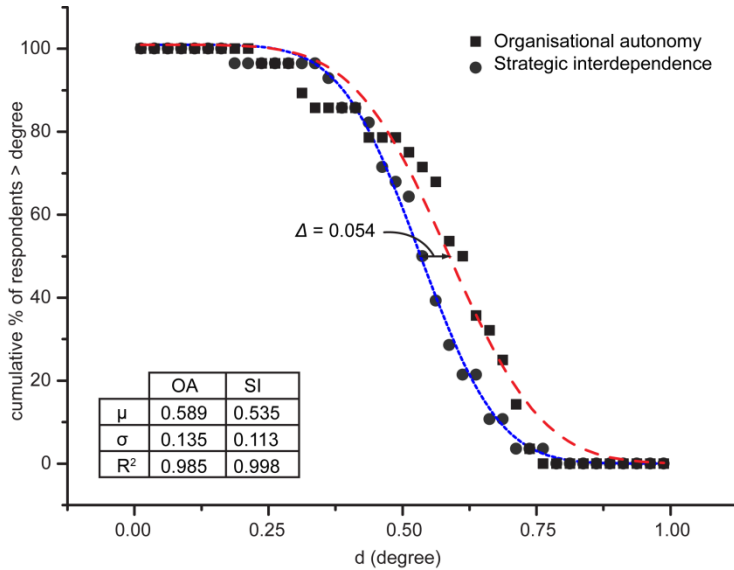 Organisational autonomy
Strategic interdependence
cumulative % of respondents > degree
100
80
60
40
20
0
Δ = 0.054
OA SI
μ 0.589 0.535
σ 0.135 0.113
R² 0.985 0.998
0.00 0.25 0.50 0.75 1.00
d (degree)